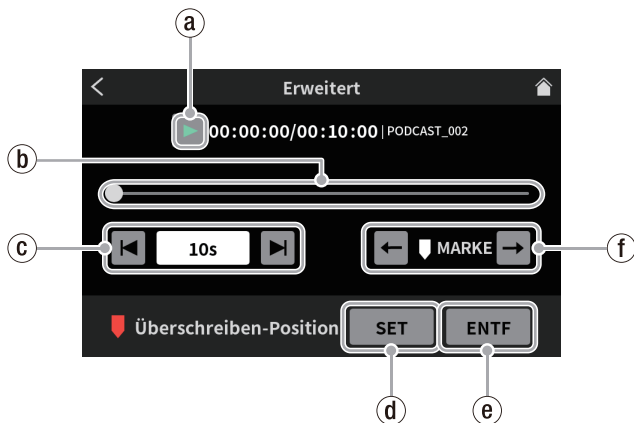 ⓐ
Erweitert
00:00:00/00:10:00 | PODCAST_002
ⓑ
ⓒ
10s
MARKE
ⓕ
Überschreiben-Position
SET
ENTF
ⓓ
ⓔ